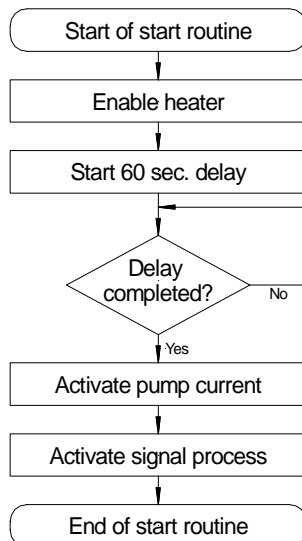 Start of start routine
Enable heater
Start 60 sec. delay
Delay
completed?
No
Yes
Activate pump current
Activate signal process
End of start routine